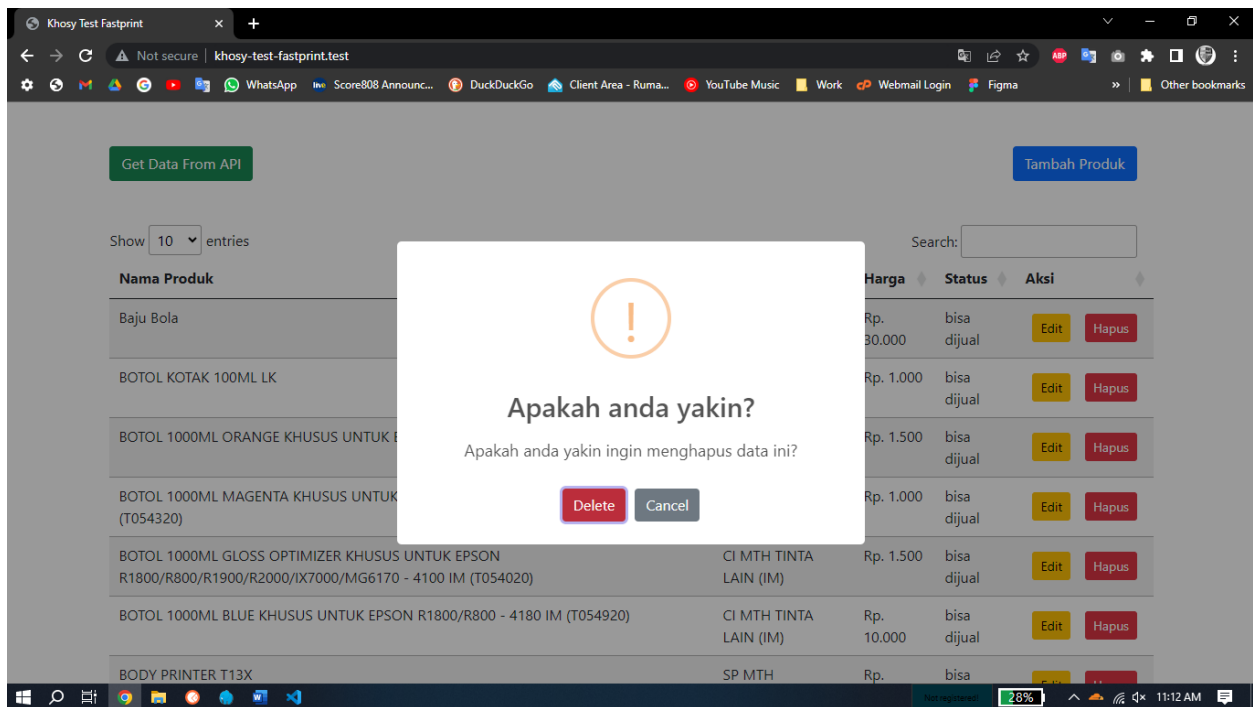 Khosy Test Fastprint
Not secure khosy-test-fastprint.test
ABP
WhatsApp Score808 Announc... DuckDuckGo Client Area - Ruma... YouTube Music Work cP Webmail Login Figma » Other bookmarks
Get Data From API Tambah Produk
Show 10 entries Search:
Nama Produk Harga Status Aksi
Baju Bola Rp. 30.000 bisa dijual Edit Hapus
BOTOL KOTAK 100ML LK Rp. 1.000 bisa dijual Edit Hapus
BOTOL 1000ML ORANGE KHUSUS UNTUK Rp. 1.500 bisa dijual Edit Hapus
BOTOL 1000ML MAGENTA KHUSUS UNTUK Rp. 1.000 bisa dijual Edit Hapus
(T054320)
!
Apakah anda yakin?
Apakah anda yakin ingin menghapus data ini?
Delete Cancel
BOTOL 1000ML GLOSS OPTIMIZER KHUSUS UNTUK EPSON CI MTH TINTA Rp. 1.500 bisa Edit Hapus
R1800/R800/R1900/R2000/IX7000/MG6170 - 4100 IM (T054020) LAIN (IM) dijual
BOTOL 1000ML BLUE KHUSUS UNTUK EPSON R1800/R800 - 4180 IM (T054920) CI MTH TINTA Rp. bisa Edit Hapus
LAIN (IM) 10.000 dijual
BODY PRINTER T13X SP MTH Rp. bisa
Not registered! 28% 11:12 AM